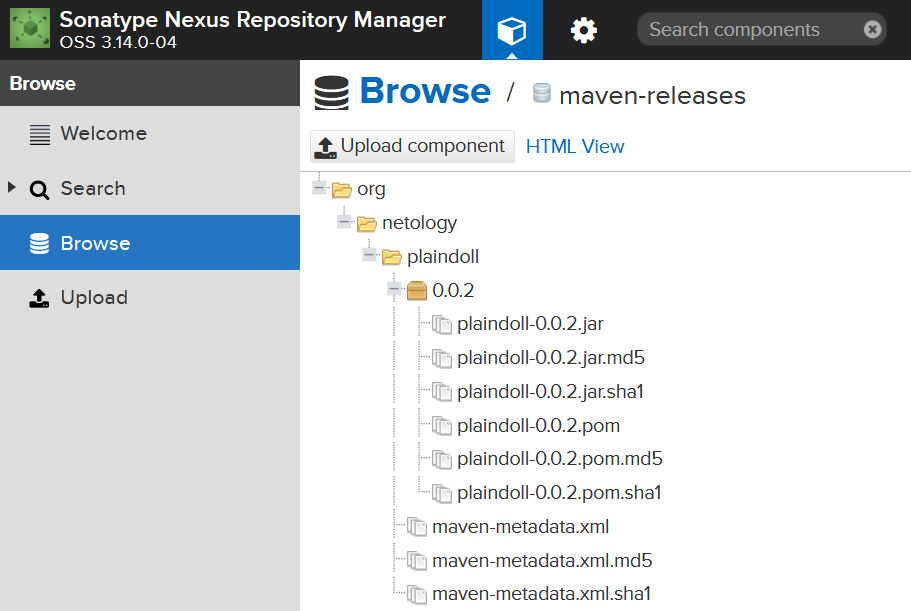 Sonatype Nexus Repository Manager
OSS 3.14.0-04
Search components
Browse
Welcome
Search
Browse
Upload
Browse / maven-releases
Upload component HTML View
org
netology
plaindoll
0.0.2
plaindoll-0.0.2.jar
plaindoll-0.0.2.jar.md5
plaindoll-0.0.2.jar.sha1
plaindoll-0.0.2.pom
plaindoll-0.0.2.pom.md5
plaindoll-0.0.2.pom.sha1
maven-metadata.xml
maven-metadata.xml.md5
maven-metadata.xml.sha1